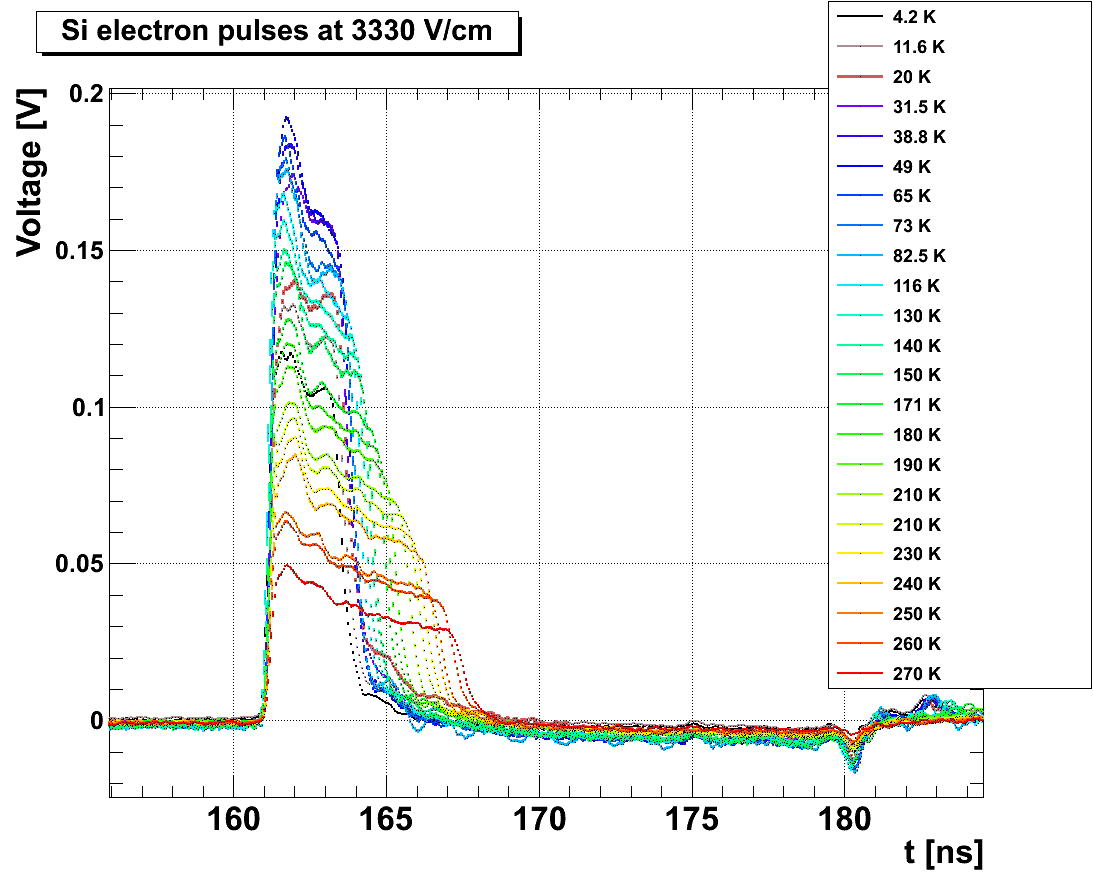 Si electron pulses at 3330 V/cm
Voltage [V]
0.2
0.15
0.1
0.05
0
160
165
170
175
180
t [ns]
4.2 K
11.6 K
20 K
31.5 K
38.8 K
49 K
65 K
73 K
82.5 K
116 K
130 K
140 K
150 K
171 K
180 K
190 K
210 K
210 K
230 K
240 K
250 K
260 K
270 K